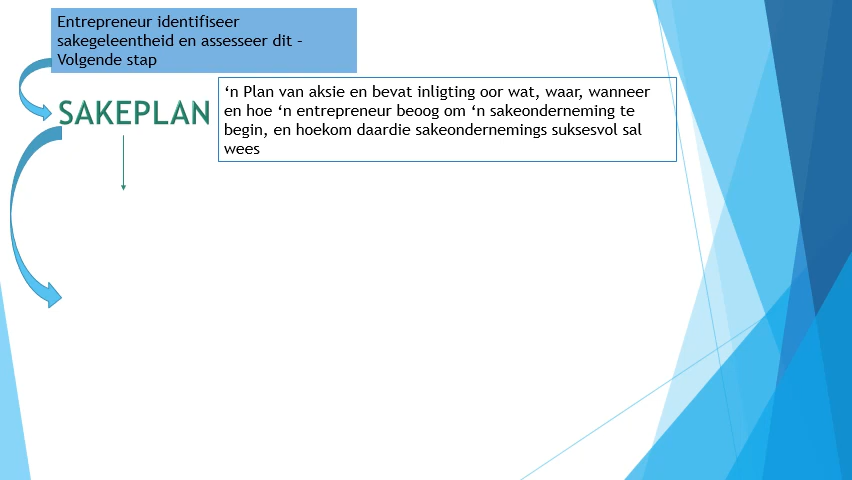 Entrepreneur identifiseer
sakegeleentheid en assesseer dit –
Volgende stap
SAKEPLAN
‘n Plan van aksie en bevat inligting oor wat, waar, wanneer
en hoe ‘n entrepreneur beoog om ‘n sakeonderneming te
begin, en hoekom daardie sakeondernemings suksesvol sal
wees